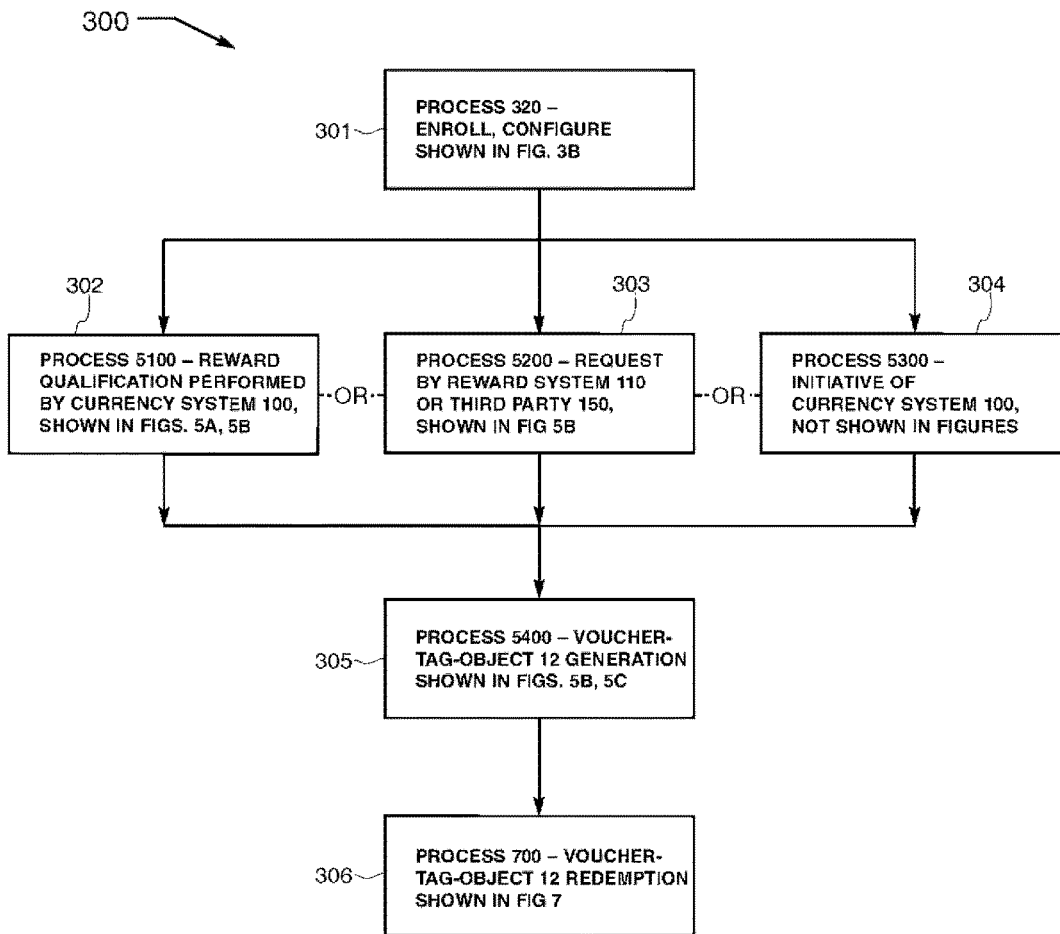 300
PROCESS 320 –
ENROLL, CONFIGURE
SHOWN IN FIG. 3B
301
302
303
304
PROCESS 5100 – REWARD
QUALIFICATION PERFORMED
BY CURRENCY SYSTEM 100,
SHOWN IN FIGS. 5A, 5B
OR
PROCESS 5200 – REQUEST
BY REWARD SYSTEM 110
OR THIRD PARTY 150,
SHOWN IN FIG 5B
OR
PROCESS 5300 –
INITIATIVE OF
CURRENCY SYSTEM 100,
NOT SHOWN IN FIGURES
PROCESS 5400 – VOUCHER-
TAG-OBJECT 12 GENERATION
SHOWN IN FIGS. 5B, 5C
305
PROCESS 700 – VOUCHER-
TAG-OBJECT 12 REDEMPTION
SHOWN IN FIG 7
306